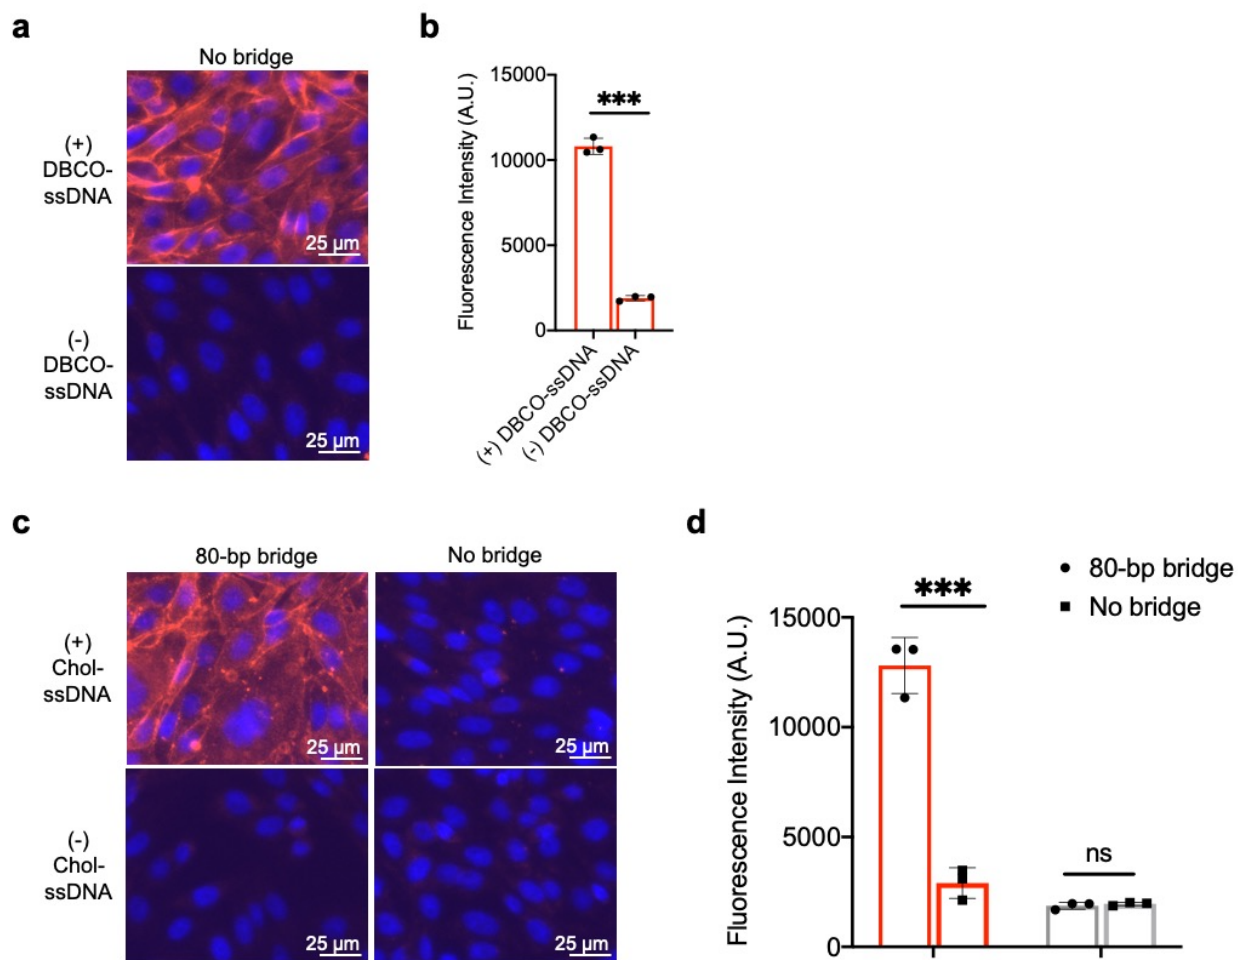 a
No bridge
(+)
DBCO-
ssDNA
25 µm
(-)
DBCO-
ssDNA
25 µm
b
Fluorescence Intensity (A.U.)
15000
10000
5000
0
***
(+) DBCO-ssDNA
(-) DBCO-ssDNA
c
80-bp bridge
No bridge
(+)
Chol-
ssDNA
25 µm
25 µm
(-)
Chol-
ssDNA
25 µm
25 µm
d
Fluorescence Intensity (A.U.)
15000
10000
5000
0
***
ns
80-bp bridge
No bridge